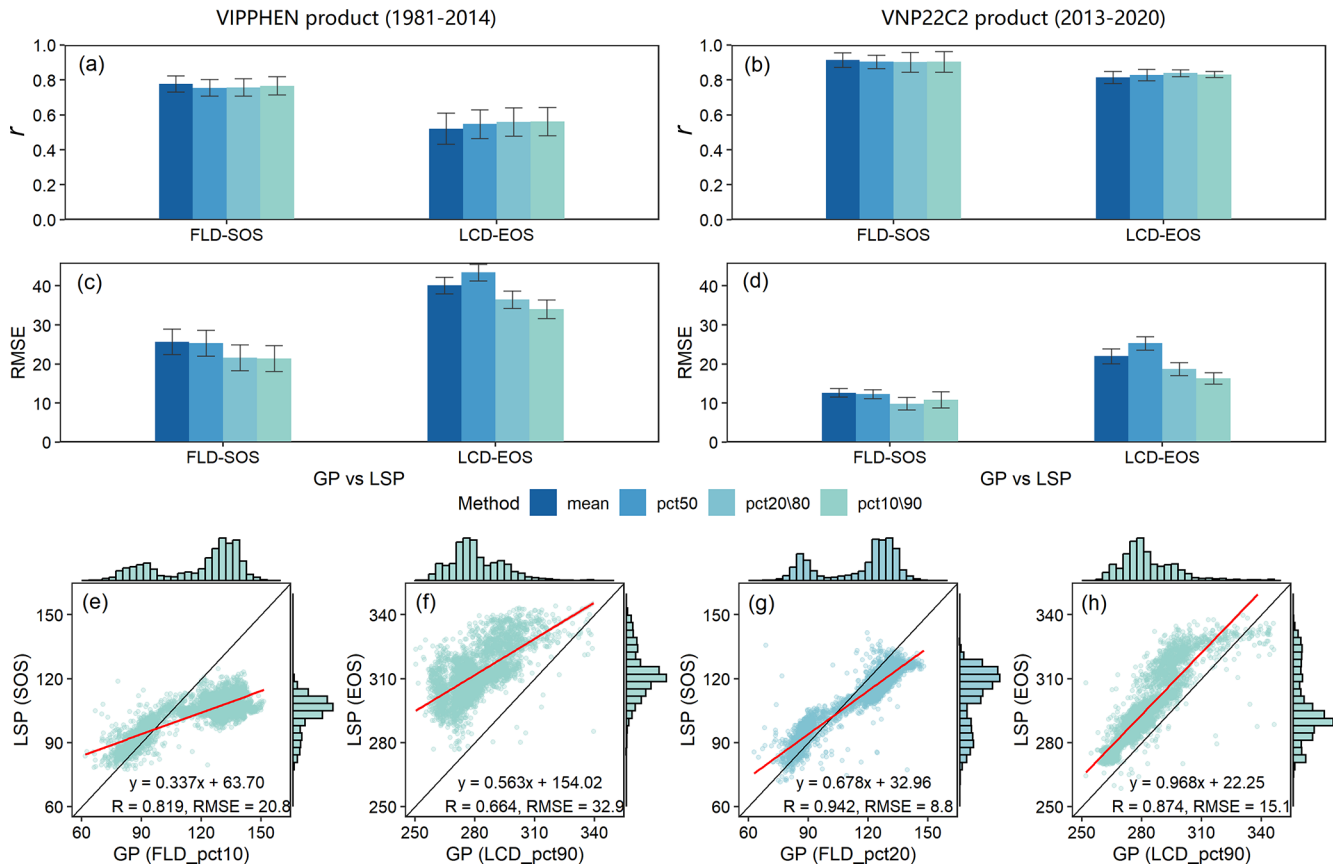 VIPPHEN product (1981-2014)
VNP22C2 product (2013-2020)
(a)
1.0
0.8
0.6
0.4
0.2
0.0
r
FLD-SOS
LCD-EOS
(b)
1.0
0.8
0.6
0.4
0.2
0.0
r
FLD-SOS
LCD-EOS
(c)
40
30
20
10
0
RMSE
FLD-SOS
LCD-EOS
GP vs LSP
(d)
40
30
20
10
0
RMSE
FLD-SOS
LCD-EOS
GP vs LSP
Method mean pct50 pct20\80 pct10\90
(e)
150
120
90
60
LSP (SOS)
y = 0.337x + 63.70
R = 0.819, RMSE = 20.8
60 90 120 150
GP (FLD_pct10)
(f)
340
310
280
250
LSP (EOS)
y = 0.563x + 154.02
R = 0.664, RMSE = 32.9
250 280 310 340
GP (LCD_pct90)
(g)
150
120
90
60
LSP (SOS)
y = 0.678x + 32.96
R = 0.942, RMSE = 8.8
60 90 120 150
GP (FLD_pct20)
(h)
340
310
280
250
LSP (EOS)
y = 0.968x + 22.25
R = 0.874, RMSE = 15.1
250 280 310 340
GP (LCD_pct90)